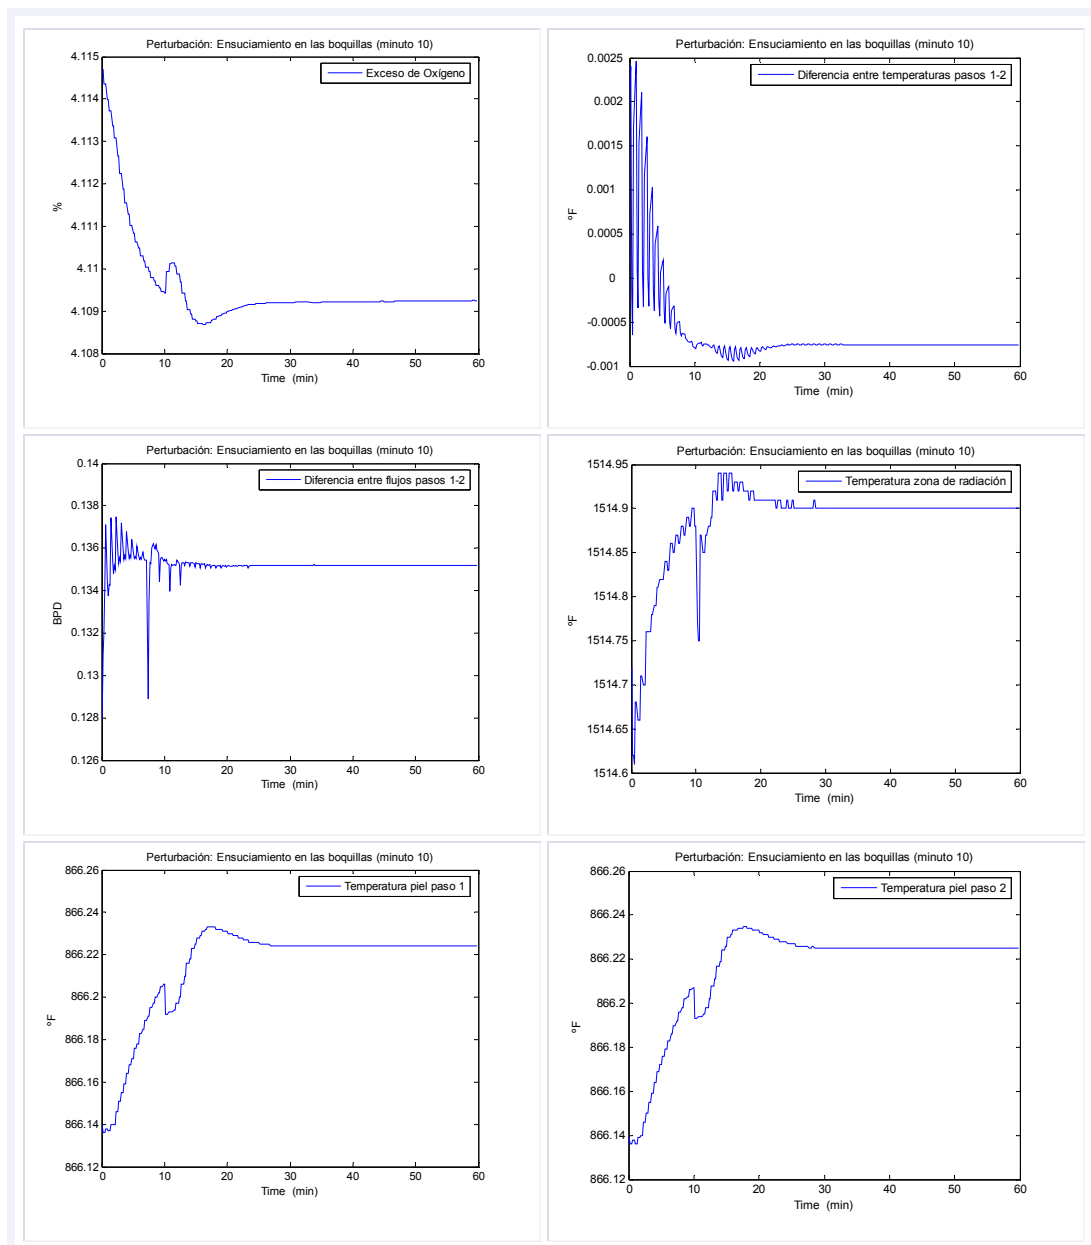 Perturbación: Ensuciamiento en las boquillas (minuto 10)
4.115
4.114
4.113
4.112
4.111
4.11
4.109
4.108
%
Exceso de Oxígeno
0 10 20 30 40 50 60
Time (min)
Perturbación: Ensuciamiento en las boquillas (minuto 10)
0.0025
0.002
0.0015
0.001
0.0005
0
-0.0005
-0.001
ºF
Diferencia entre temperaturas pasos 1-2
0 10 20 30 40 50 60
Time (min)
Perturbación: Ensuciamiento en las boquillas (minuto 10)
0.14
0.138
0.136
0.134
0.132
0.13
0.128
0.126
BPD
Diferencia entre flujos pasos 1-2
0 10 20 30 40 50 60
Time (min)
Perturbación: Ensuciamiento en las boquillas (minuto 10)
1514.95
1514.9
1514.85
1514.8
1514.75
1514.7
1514.65
1514.6
ºF
Temperatura zona de radiación
0 10 20 30 40 50 60
Time (min)
Perturbación: Ensuciamiento en las boquillas (minuto 10)
866.26
866.24
866.22
866.2
866.18
866.16
866.14
866.12
ºF
Temperatura piel paso 1
0 10 20 30 40 50 60
Time (min)
Perturbación: Ensuciamiento en las boquillas (minuto 10)
866.26
866.24
866.22
866.2
866.18
866.16
866.14
866.12
ºF
Temperatura piel paso 2
0 10 20 30 40 50 60
Time (min)